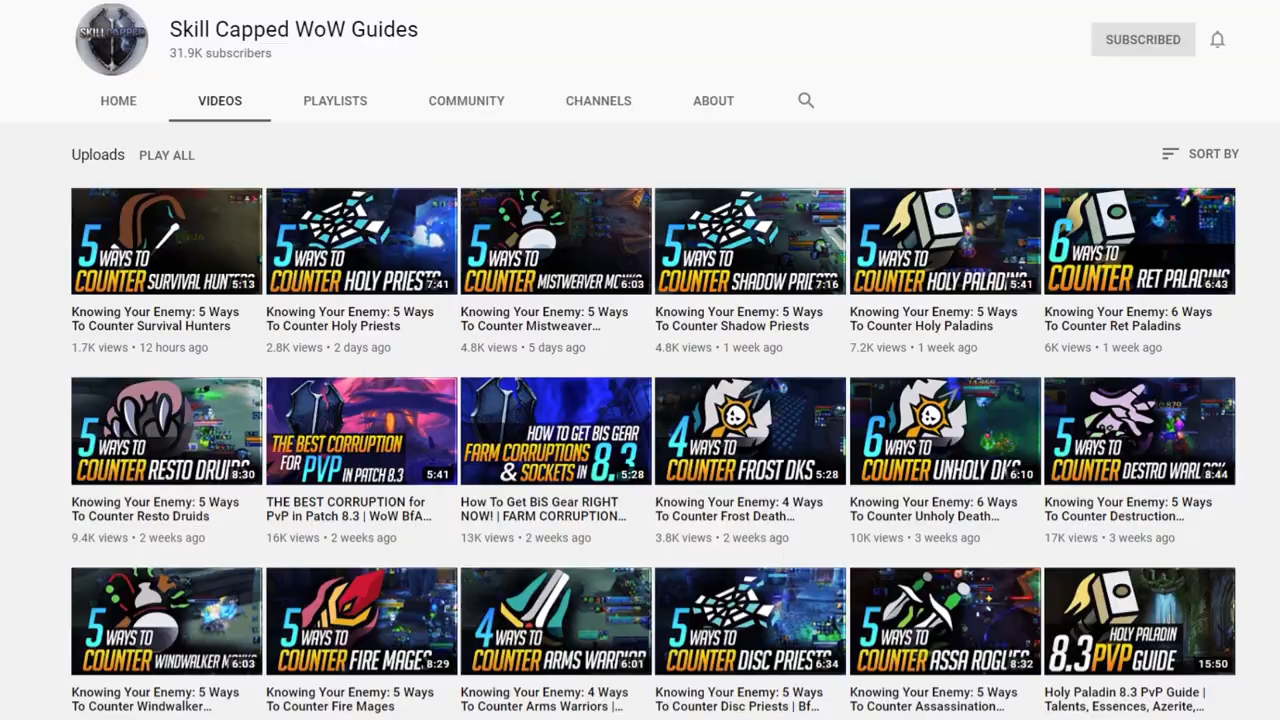 SKILLCAPPED
Skill Capped WoW Guides
31.9K subscribers
SUBSCRIBED
HOME VIDEOS PLAYLISTS COMMUNITY CHANNELS ABOUT
Uploads PLAY ALL
SORT BY
5 WAYS TO
COUNTER SURVIVAL HUNTERS
5:13
5 WAYS TO
COUNTER HOLY PRIESTS
7:41
5 WAYS TO
COUNTER MISTWEAVER MONKS
6:03
5 WAYS TO
COUNTER SHADOW PRIESTS
7:16
5 WAYS TO
COUNTER HOLY PALADINS
5:41
6 WAYS TO
COUNTER RET PALADINS
6:43
Knowing Your Enemy: 5 Ways
To Counter Survival Hunters
1.7K views • 12 hours ago
Knowing Your Enemy: 5 Ways
To Counter Holy Priests
2.8K views • 2 days ago
Knowing Your Enemy: 5 Ways
To Counter Mistweaver...
4.8K views • 5 days ago
Knowing Your Enemy: 5 Ways
To Counter Shadow Priests
4.8K views • 1 week ago
Knowing Your Enemy: 5 Ways
To Counter Holy Paladins
7.2K views • 1 week ago
Knowing Your Enemy: 6 Ways
To Counter Ret Paladins
6K views • 1 week ago
5 WAYS TO
COUNTER RESTO DRUIDS
8:30
THE BEST CORRUPTION
FOR PVP IN PATCH 8.3
5:41
HOW TO GET BIS GEAR
FARM CORRUPTIONS
& SOCKETS IN 8.3
5:28
4 WAYS TO
COUNTER FROST DKS
5:28
6 WAYS TO
COUNTER UNHOLY DKS
6:10
5 WAYS TO
COUNTER DESTRO WARLOCK
8:44
Knowing Your Enemy: 5 Ways
To Counter Resto Druids
9.4K views • 2 weeks ago
THE BEST CORRUPTION for
PvP in Patch 8.3 | WoW BfA...
16K views • 2 weeks ago
How To Get BiS Gear RIGHT
NOW! | FARM CORRUPTION...
13K views • 2 weeks ago
Knowing Your Enemy: 4 Ways
To Counter Frost Death...
3.8K views • 2 weeks ago
Knowing Your Enemy: 6 Ways
To Counter Unholy Death...
10K views • 3 weeks ago
Knowing Your Enemy: 5 Ways
To Counter Destruction...
17K views • 3 weeks ago
5 WAYS TO
COUNTER WINDWALKER MONKS
6:03
5 WAYS TO
COUNTER FIRE MAGES
8:29
4 WAYS TO
COUNTER ARMS WARRIOR
6:01
5 WAYS TO
COUNTER DISC PRIESTS
6:34
5 WAYS TO
COUNTER ASSA ROGUES
8:32
HOLY PALADIN
8.3 PVP GUIDE
15:50
Knowing Your Enemy: 5 Ways
To Counter Windwalker...
Knowing Your Enemy: 5 Ways
To Counter Fire Mages
Knowing Your Enemy: 4 Ways
To Counter Arms Warriors |...
Knowing Your Enemy: 5 Ways
To Counter Disc Priests | Bf...
Knowing Your Enemy: 5 Ways
To Counter Assassination...
Holy Paladin 8.3 PvP Guide |
Talents, Essences, Azerite,...